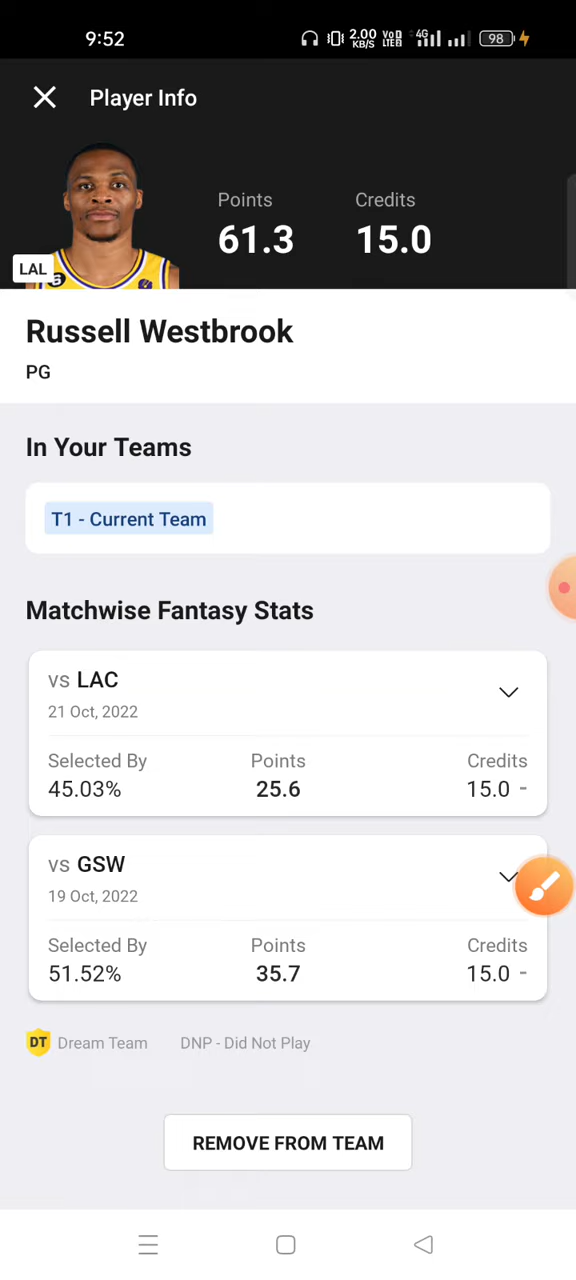 9:52
2.00 KB/S
VoD LTE2
4G
98
Player Info
Points
Credits
61.3
15.0
LAL
6
Russell Westbrook
PG
In Your Teams
T1 - Current Team
Matchwise Fantasy Stats
vs LAC
21 Oct, 2022
Selected By Points Credits
45.03% 25.6 15.0 -
vs GSW
19 Oct, 2022
Selected By Points Credits
51.52% 35.7 15.0 -
DT Dream Team DNP - Did Not Play
REMOVE FROM TEAM